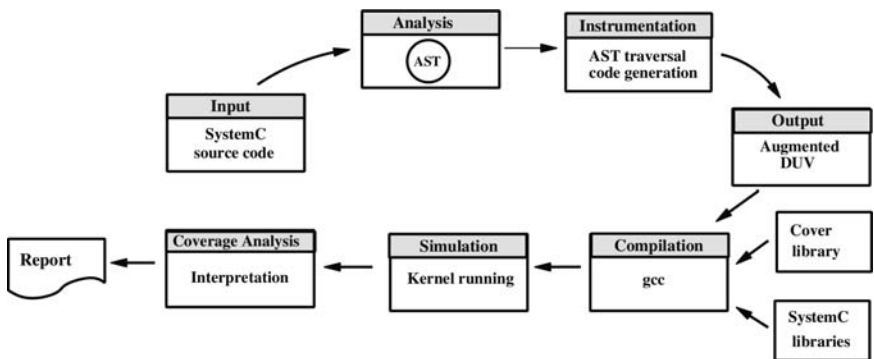 Analysis
AST
Instrumentation
AST traversal
code generation
Input
SystemC
source code
Output
Augmented
DUV
Cover
library
Compilation
gcc
SystemC
libraries
Simulation
Kernel running
Coverage Analysis
Interpretation
Report